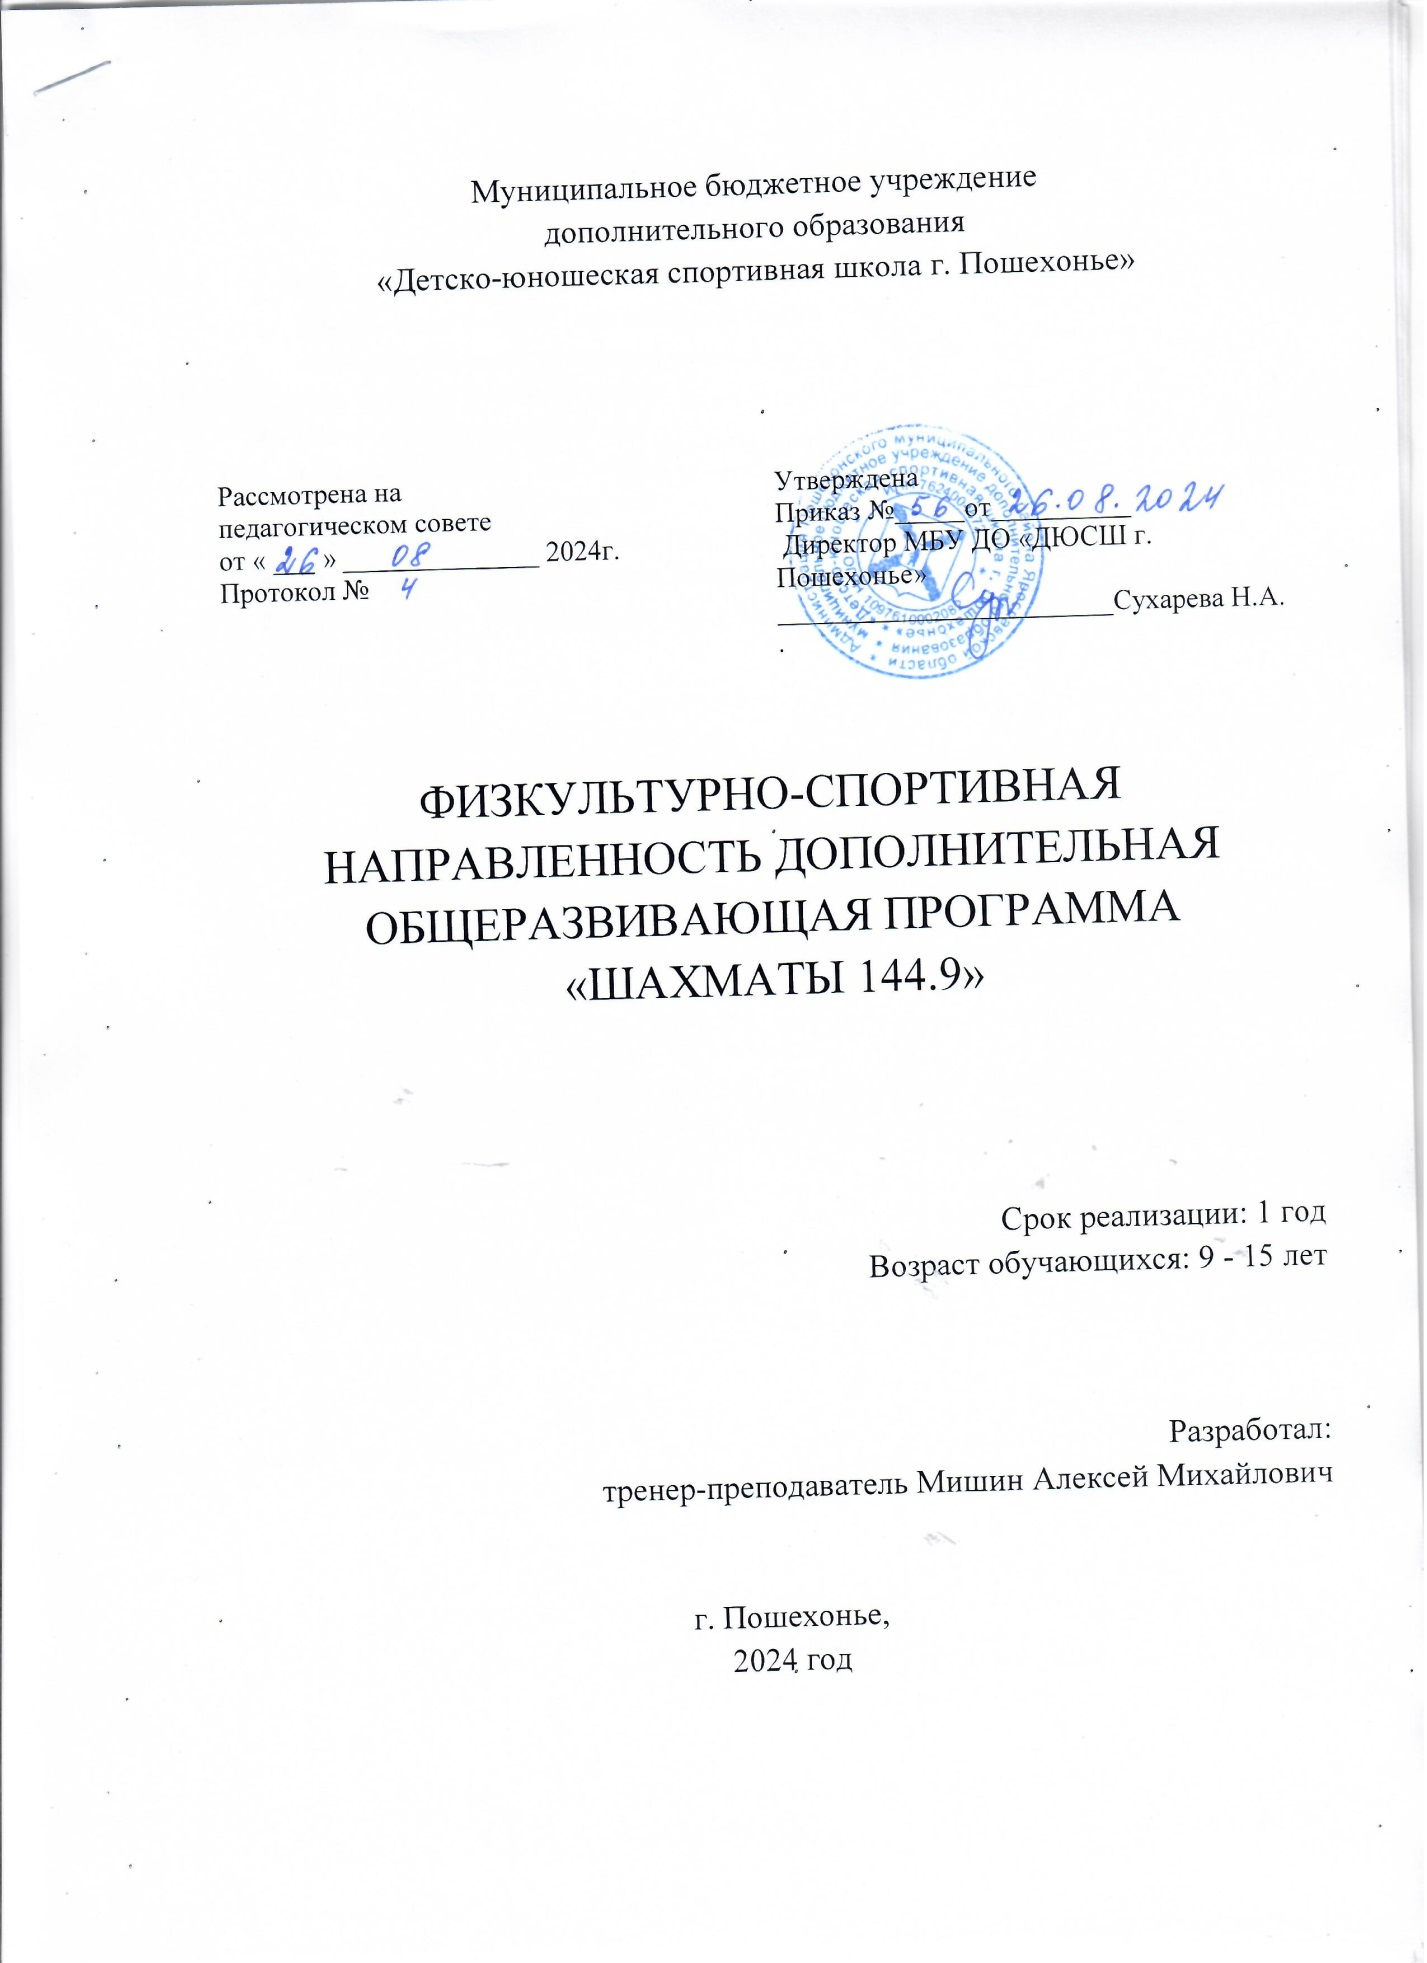 Муниципальное бюджетное учреждение
дополнительного образования
«Детско-юношеская спортивная школа г. Пошехонье»
Рассмотрена на
педагогическом совете
от « 26 » 08 2024г.
Протокол № 4
Утверждена
Приказ № 56 от 26.08.2024
Директор МБУ ДО «ДЮСШ г.
Пошехонье»
Сухарева Н.А.
ФИЗКУЛЬТУРНО-СПОРТИВНАЯ
НАПРАВЛЕННОСТЬ ДОПОЛНИТЕЛЬНАЯ
ОБЩЕРАЗВИВАЮЩАЯ ПРОГРАММА
«ШАХМАТЫ 144.9»
Срок реализации: 1 год
Возраст обучающихся: 9 - 15 лет
Разработал:
тренер-преподаватель Мишин Алексей Михайлович
г. Пошехонье,
2024 год